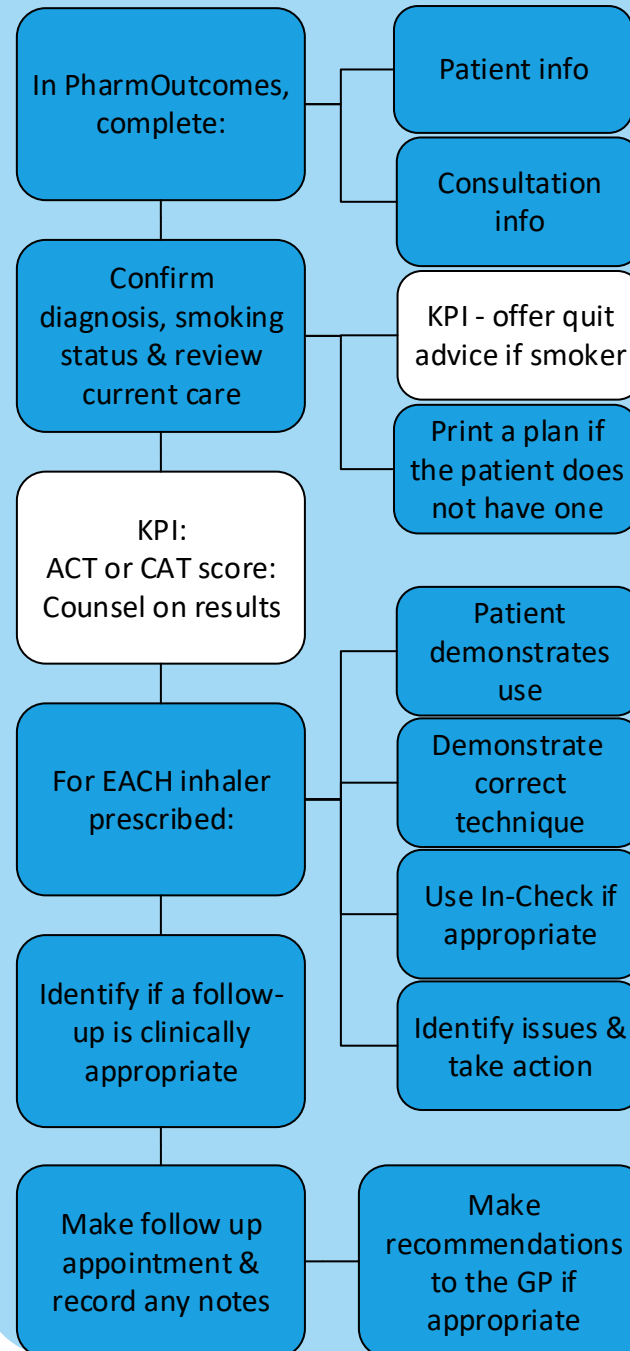 In PharmOutcomes,
complete:
Patient info
Consultation
info
Confirm
diagnosis, smoking
status & review
current care
KPI - offer quit
advice if smoker
Print a plan if
the patient does
not have one
KPI:
ACT or CAT score:
Counsel on results
For EACH inhaler
prescribed:
Patient
demonstrates
use
Demonstrate
correct
technique
Use In-Check if
appropriate
Identify issues &
take action
Identify if a follow-
up is clinically
appropriate
Make follow up
appointment &
record any notes
Make
recommendations
to the GP if
appropriate